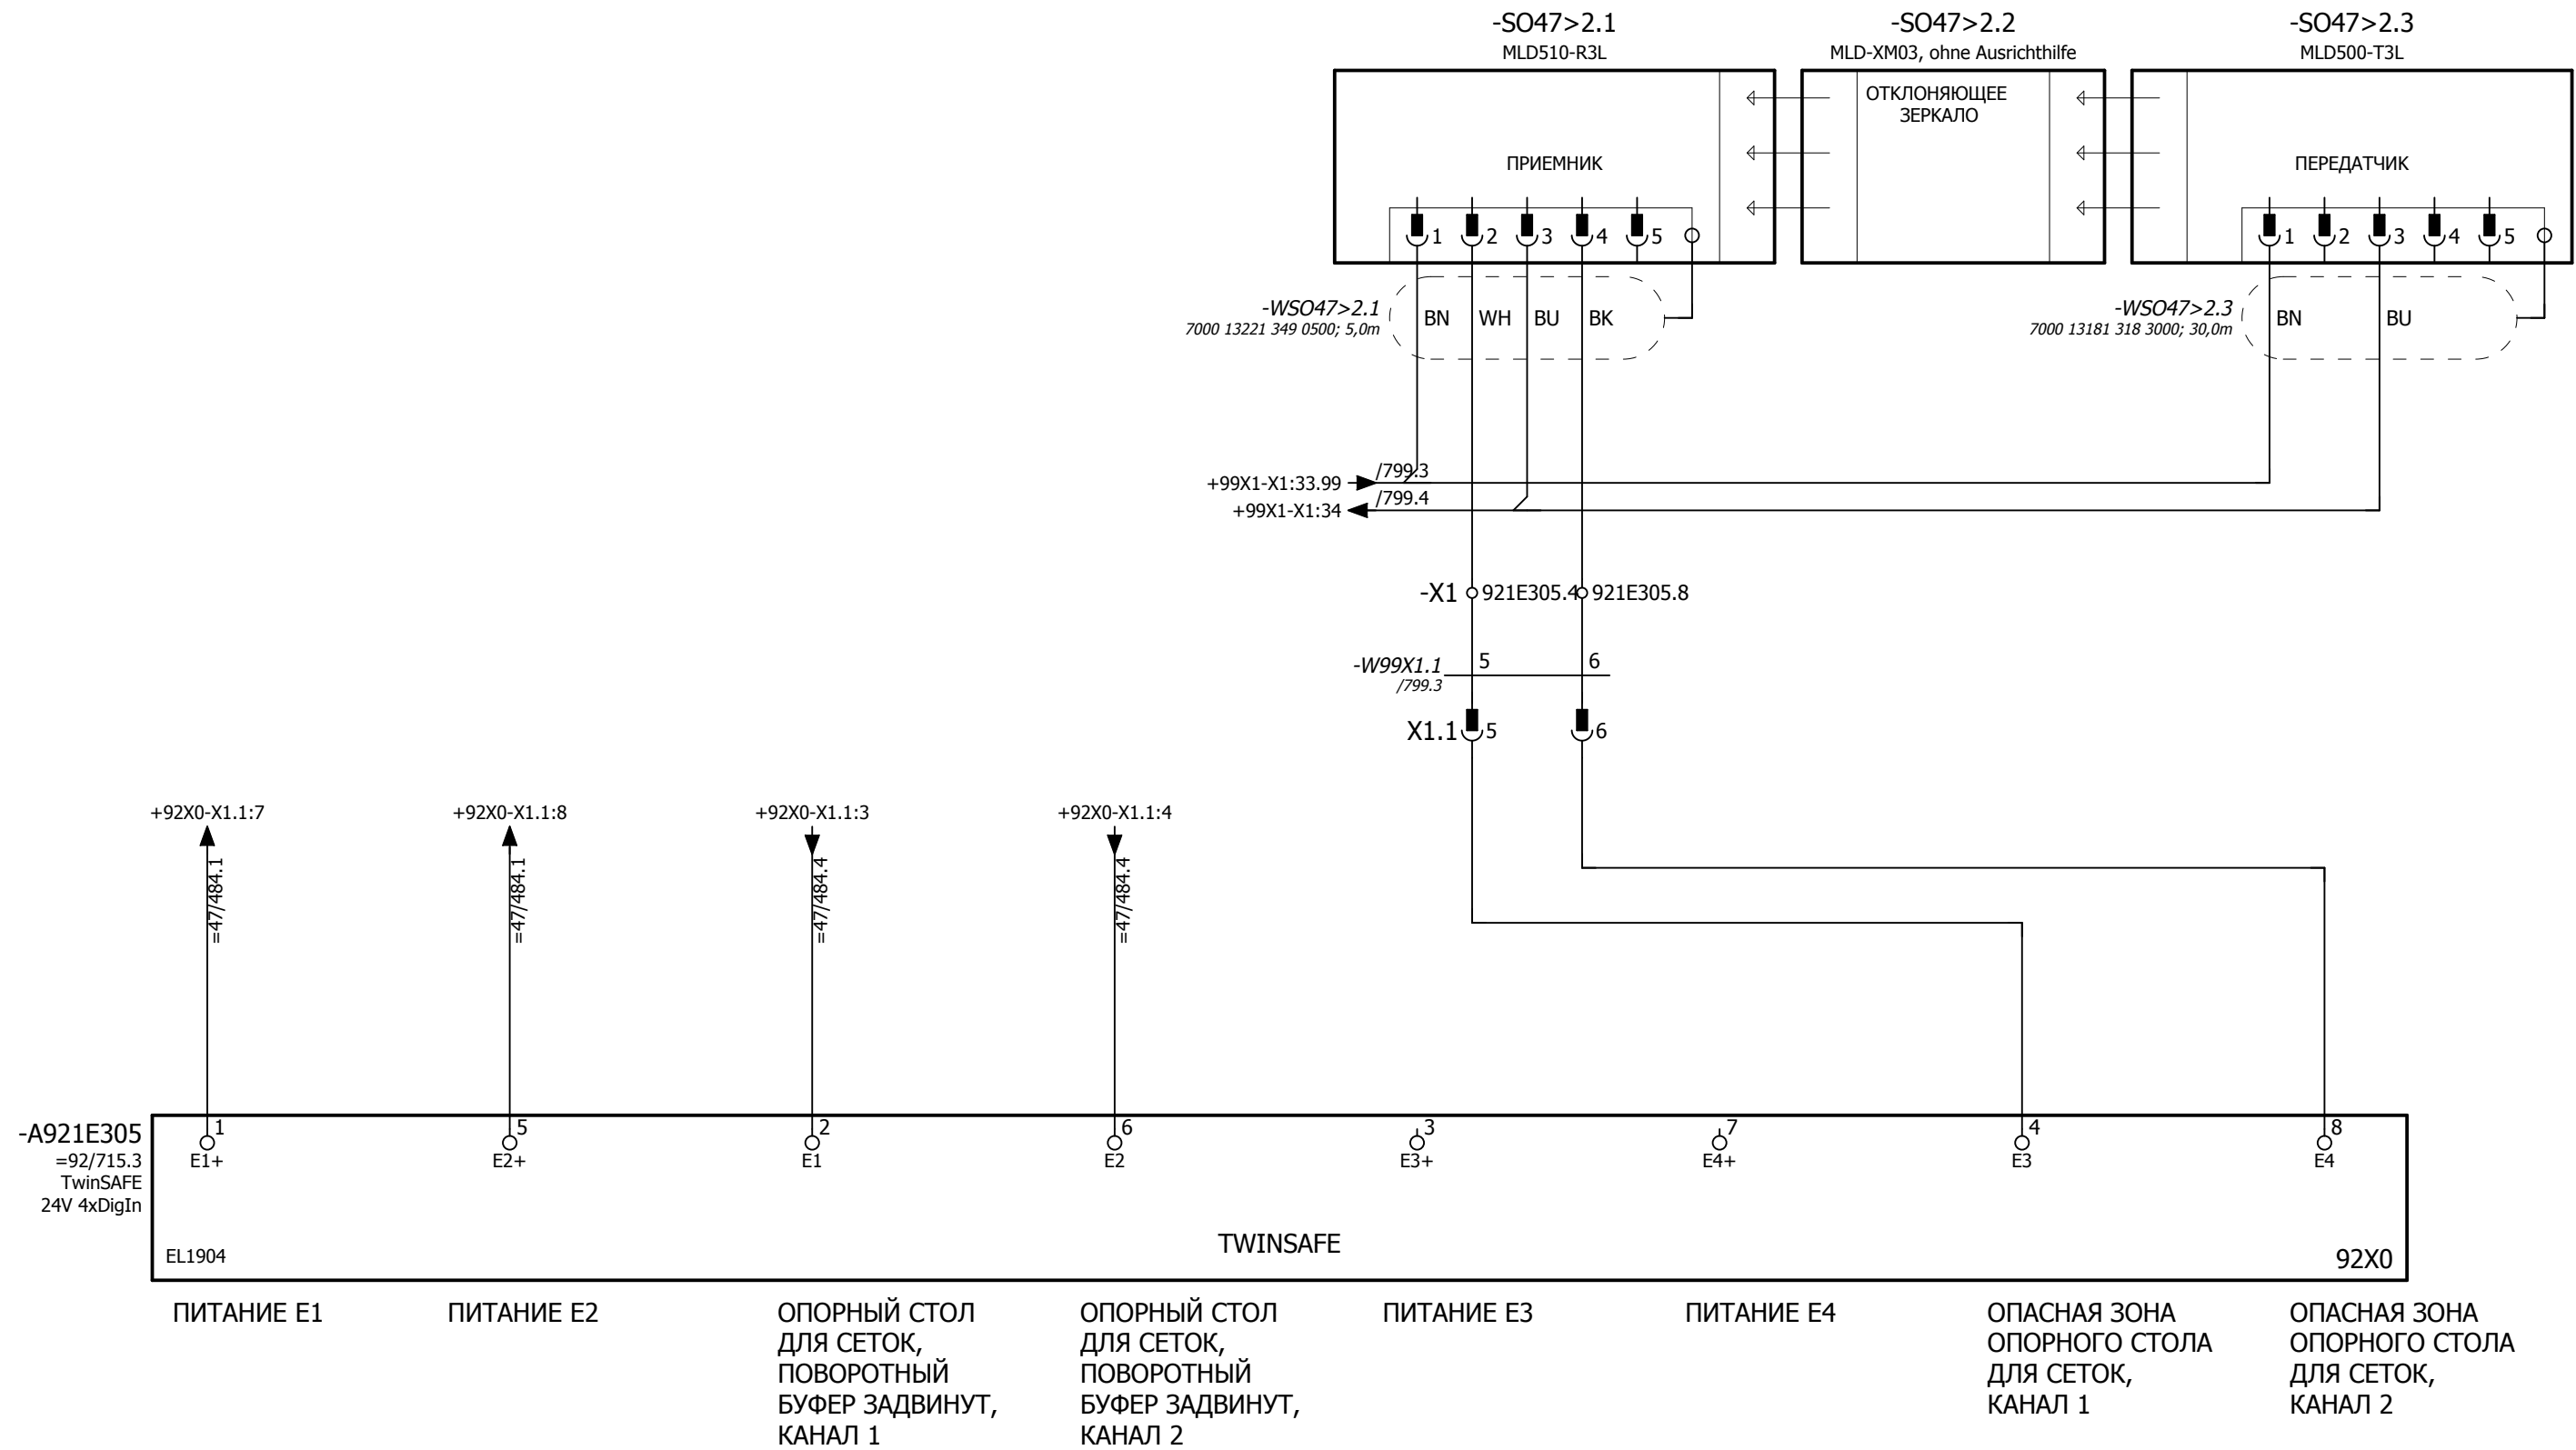 -SO47>2.1
MLD510-R3L
-SO47>2.2
MLD-XM03, ohne Ausrichthilfe
-SO47>2.3
MLD500-T3L
ОТКЛОНЯЮЩЕЕ
ЗЕРКАЛО
ПРИЕМНИК
ПЕРЕДАТЧИК
1 2 3 4 5
1 2 3 4 5
-WSO47>2.1
7000 13221 349 0500; 5,0m
BN WH BU BK
-WSO47>2.3
7000 13181 318 3000; 30,0m
BN BU
+99X1-X1:33.99 /799.3
+99X1-X1:34 /799.4
-X1 921E305.4 921E305.8
-W99X1.1 5 6
/799.3
X1.1 5 6
+92X0-X1.1:7
=47/484.1
+92X0-X1.1:8
=47/484.1
+92X0-X1.1:3
=47/484.4
+92X0-X1.1:4
=47/484.4
-A921E305
=92/715.3
TwinSAFE
24V 4xDigIn
1 5 2 6 3 7 4 8
E1+ E2+ E1 E2 E3+ E4+ E3 E4
TWINSAFE
EL1904
92X0
ПИТАНИЕ E1
ПИТАНИЕ E2
ОПОРНЫЙ СТОЛ
ДЛЯ СЕТОК,
ПОВОРОТНЫЙ
БУФЕР ЗАДВИНУТ,
КАНАЛ 1
ОПОРНЫЙ СТОЛ
ДЛЯ СЕТОК,
ПОВОРОТНЫЙ
БУФЕР ЗАДВИНУТ,
КАНАЛ 2
ПИТАНИЕ E3
ПИТАНИЕ E4
ОПАСНАЯ ЗОНА
ОПОРНОГО СТОЛА
ДЛЯ СЕТОК,
КАНАЛ 1
ОПАСНАЯ ЗОНА
ОПОРНОГО СТОЛА
ДЛЯ СЕТОК,
КАНАЛ 2